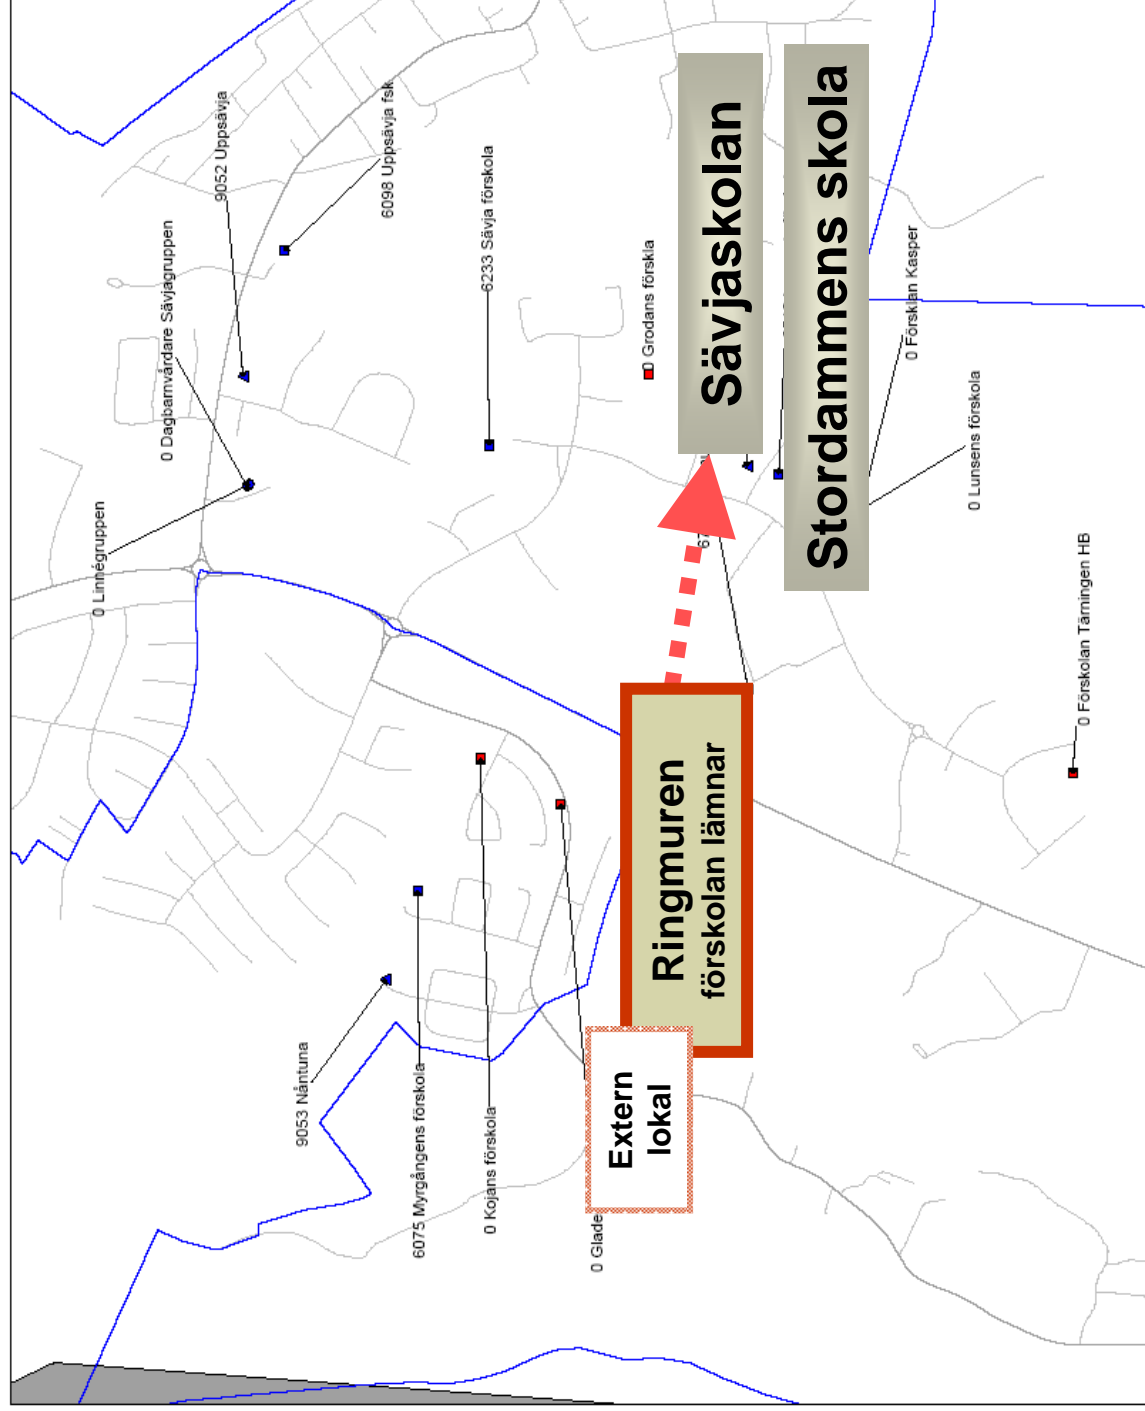 0 Linnégruppen
0 Dagbarnvårdare Sävjagruppen
9052 Uppsävja
6098 Uppsävja fsk
6233 Sävja förskola
0 Grodans förskla
Sävjaskolan
Stordammens skola
0 Församlan Kasper
0 Lunsens förskola
0 Förskolan Tärningen HB
9053 Nåntuna
6075 Myrgångens förskola
0 Kojans förskola
0 Glade
Extern
lokal
Ringmuren
förskolan lämnar
67